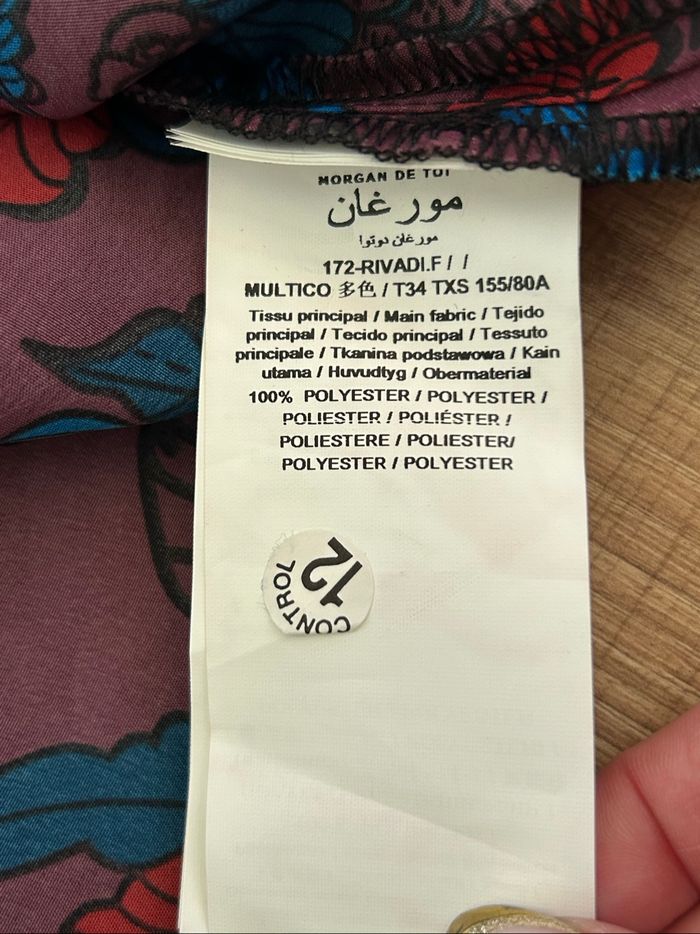 MORGAN DE TOI
مورغان
مورغان دوتوا
172-RIVADI.F / /
MULTICO 多色 / T34 TXS 155/80A
Tissu principal / Main fabric / Tejido
principal / Tecido principal / Tessuto
principale / Tkanina podstawowa / Kain
utama / Huvudtyg / Obermaterial
100% POLYESTER / POLYESTER /
POLIESTER / POLIÉSTER /
POLIESTERE / POLIESTER/
POLYESTER / POLYESTER
12
CONTROL